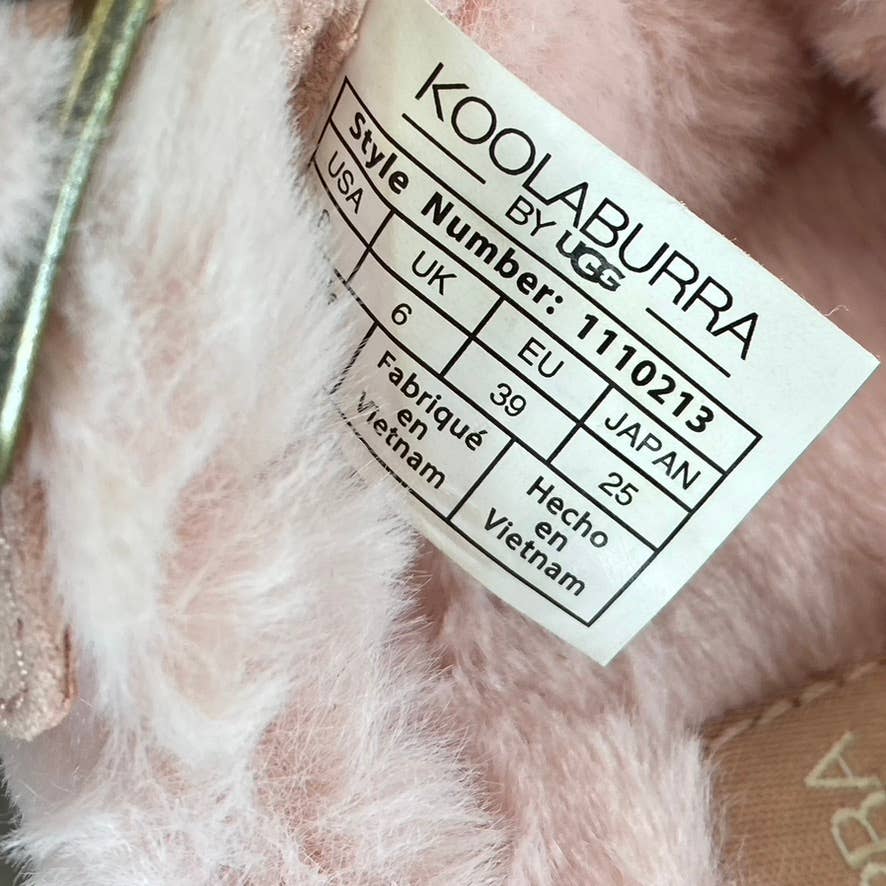 KOOLABURRA
BY UGG
Style Number: 1110213
USA UK EU JAPAN
6 39 25
Fabriqué
en
Vietnam
Hecho
en
Vietnam